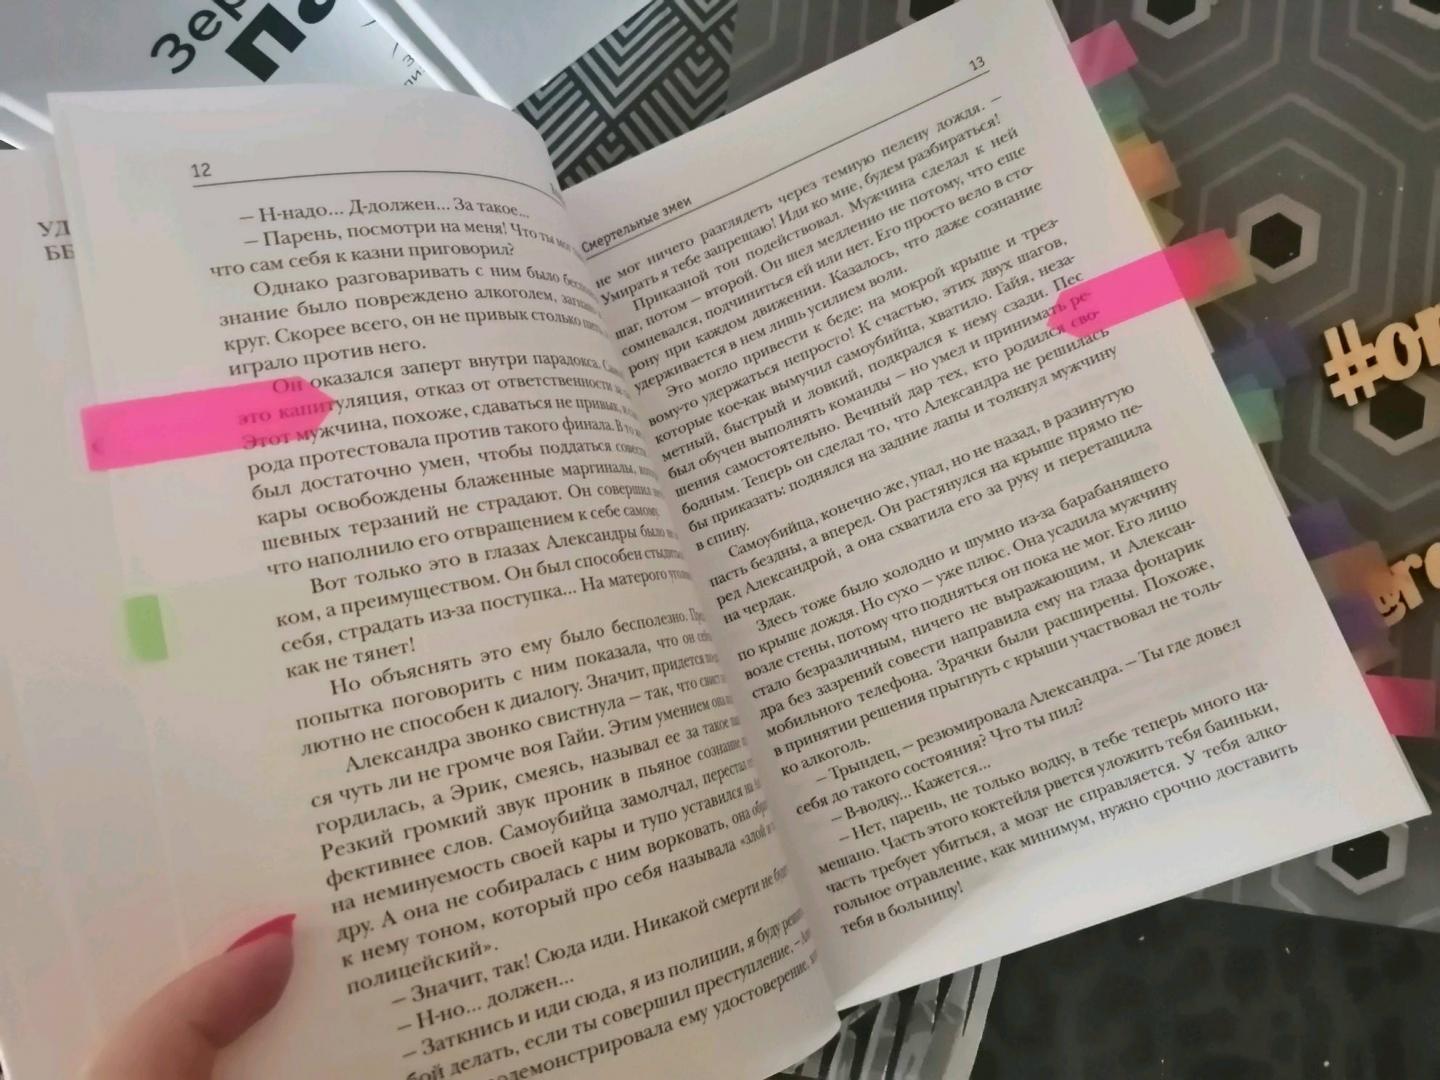 Зер
Па
УД
ББ
12
— Н-надо... Д-должен... За такое...
— Парень, посмотри на меня! Что ты
что сам себя к казни приговорил?
Однако разговаривать с ним было
знание было повреждено алкоголем,
круг. Скорее всего, он не привык столько
играло против него.
Он оказался заперт внутри парадокса.
это капитуляция, отказ от ответственности
Этот мужчина, похоже, сдаваться не привык,
рода протестовала против такого финала. В то
был достаточно умен, чтобы поддаться
кары освобождены блаженные маргиналы,
шевных терзаний не страдают. Он совершил
что наполнило его отвращением к себе самому.
Вот только это в глазах Александры было
ком, а преимуществом. Он был способен
себя, страдать из-за поступка... На матерого
как не тянет!
Но объяснять это ему было бесполезно.
попытка поговорить с ним показала, что он
лютно не способен к диалогу. Значит, придется
Александра звонко свистнула — так, что свист
ся чуть ли не громче воя Гайи. Этим умением она
гордилась, а Эрик, смеясь, называл ее за такое
Резкий громкий звук проник в пьяное сознание
фективнее слов. Самоубийца замолчал, перестал
на неминуемость своей кары и тупо уставился на
дру. А она не собиралась с ним ворковать, она
к нему тоном, который про себя называла «злой
полицейский».
— Значит, так! Сюда иди. Никакой смерти не
— Н-но... должен...
— Заткнись и иди сюда, я из полиции, я буду
бой делать, если ты совершил преступление, —
ему удостоверение,
Смертельные змеи
13
не мог ничего разглядеть через темную пелену дождя. —
Умирать я тебе запрещаю! Иди ко мне, будем разбираться!
Приказной тон подействовал. Мужчина сделал к ней
шаг, потом — второй. Он шел медленно не потому, что еще
сомневался, подчиниться ей или нет. Его просто вело в сто-
рону при каждом движении. Казалось, что даже сознание
удерживается в нем лишь усилием воли.
Это могло привести к беде: на мокрой крыше и трез-
вому-то удержаться непросто! К счастью, этих двух шагов,
которые кое-как вымучил самоубийца, хватило. Гайя, неза-
метный, быстрый и ловкий, подкрался к нему сзади. Пес
был обучен выполнять команды — но умел и принимать ре-
шения самостоятельно. Вечный дар тех, кто родился сво-
бодным. Теперь он сделал то, что Александра не решилась
бы приказать: поднялся на задние лапы и толкнул мужчину
в спину.
Самоубийца, конечно же, упал, но не назад, в разинутую
пасть бездны, а вперед. Он растянулся на крыше прямо пе-
ред Александрой, а она схватила его за руку и перетащила
на чердак.
Здесь тоже было холодно и шумно из-за барабанящего
по крыше дождя. Но сухо — уже плюс. Она усадила мужчину
возле стены, потому что подняться он пока не мог. Его лицо
стало безразличным, ничего не выражающим, и Алексан-
дра без зазрений совести направила ему на глаза фонарик
мобильного телефона. Зрачки были расширены. Похоже,
в принятии решения прыгнуть с крыши участвовал не толь-
ко алкоголь.
— Трындец, — резюмировала Александра. — Ты где довел
себя до такого состояния? Что ты пил?
— В-водку... Кажется...
— Нет, парень, не только водку, в тебе теперь много на-
мешано. Часть этого коктейля рвется уложить тебя баиньки,
часть требует убиться, а мозг не справляется. У тебя алко-
гольное отравление, как минимум, нужно срочно доставить
тебя в больницу!